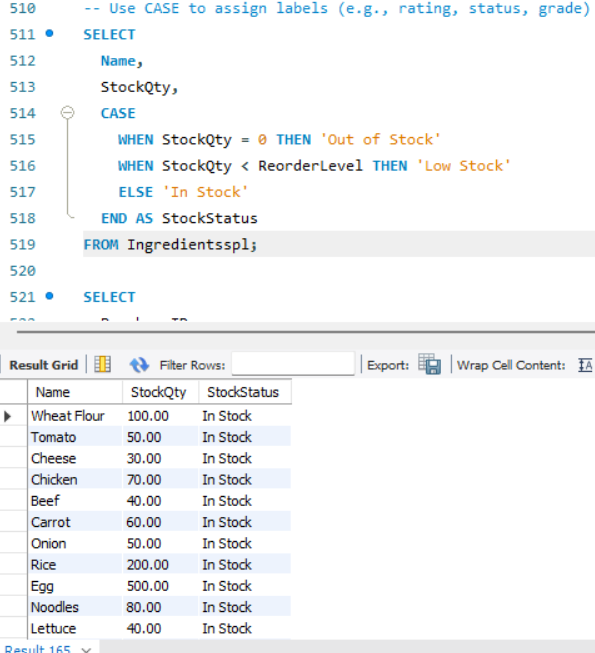 510 -- Use CASE to assign labels (e.g., rating, status, grade)
511 SELECT
512 Name,
513 StockQty,
514 CASE
515 WHEN StockQty = 0 THEN 'Out of Stock'
516 WHEN StockQty < ReorderLevel THEN 'Low Stock'
517 ELSE 'In Stock'
518 END AS StockStatus
519 FROM Ingredientsspl;
520
521 SELECT
Result Grid Filter Rows: Export: Wrap Cell Content: IA
Name StockQty StockStatus
Wheat Flour 100.00 In Stock
Tomato 50.00 In Stock
Cheese 30.00 In Stock
Chicken 70.00 In Stock
Beef 40.00 In Stock
Carrot 60.00 In Stock
Onion 50.00 In Stock
Rice 200.00 In Stock
Egg 500.00 In Stock
Noodles 80.00 In Stock
Lettuce 40.00 In Stock
Result 165